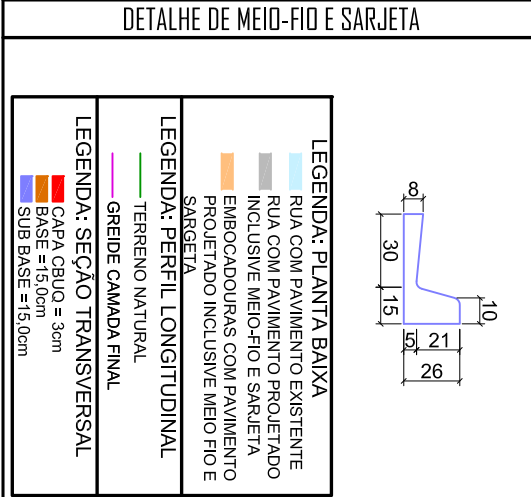 DETALHE DE MEIO-FIO E SARJETA
8
30
15
10
5
21
26
LEGENDA: PLANTA BAIXA
RUA COM PAVIMENTO EXISTENTE
RUA COM PAVIMENTO PROJETADO
INCLUSIVE MEIO-FIO E SARJETA
EMBOCADOURAS COM PAVIMENTO
PROJETADO INCLUSIVE MEIO FIO E
SARGETA
LEGENDA: PERFIL LONGITUDINAL
TERRENO NATURAL
GREIDE CAMADA FINAL
LEGENDA: SEÇÃO TRANSVERSAL
CAPA CBUQ = 3cm
BASE =15,0cm
SUB BASE =15,0cm